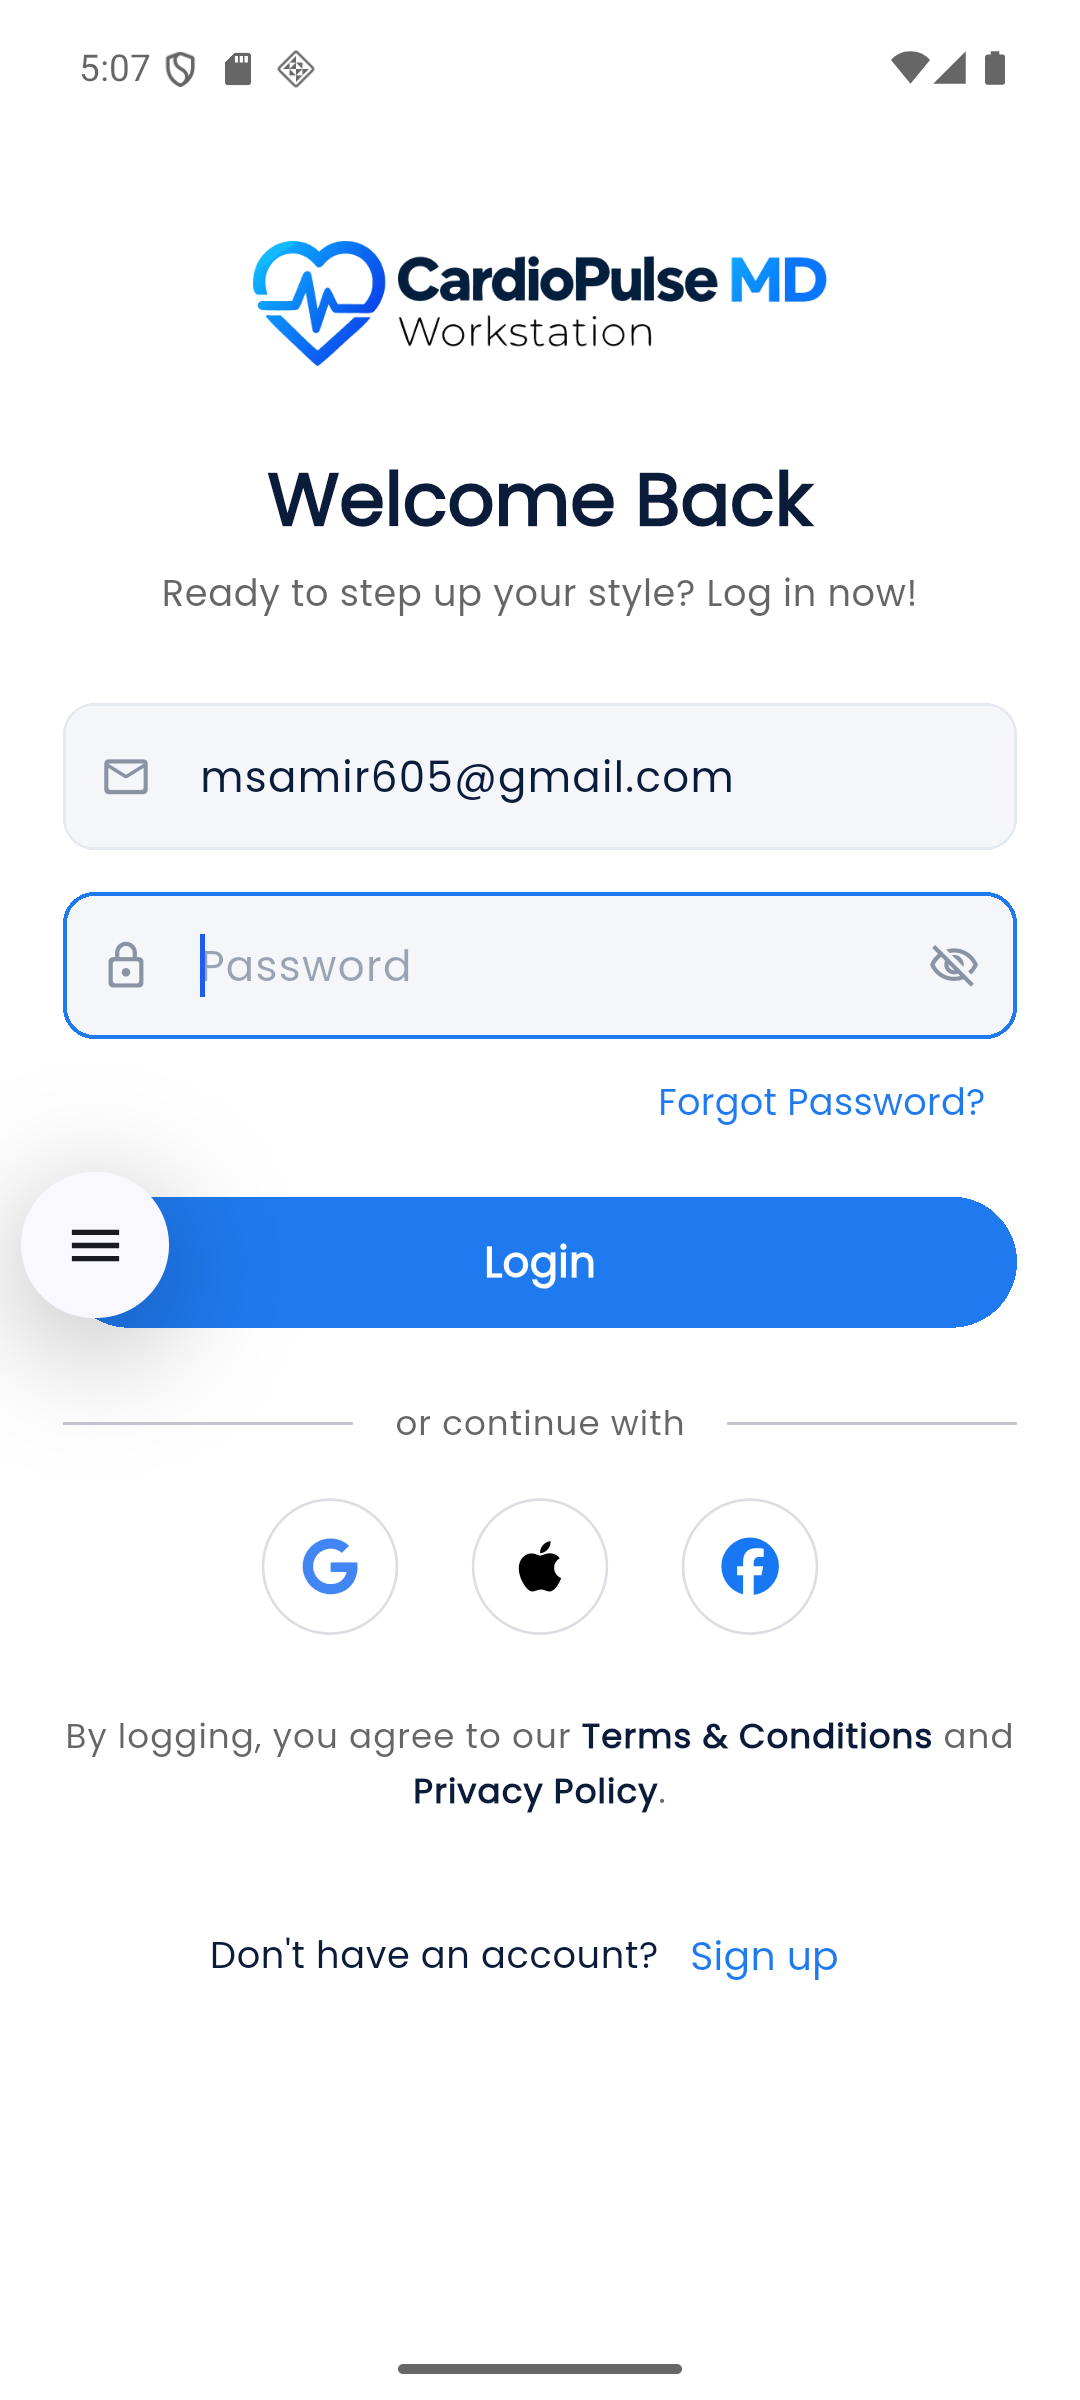 5:07
CardioPulse MD
Workstation
Welcome Back
Ready to step up your style? Log in now!
msamir605@gmail.com
Password
Forgot Password?
Login
or continue with
By logging, you agree to our Terms & Conditions and
Privacy Policy.
Don't have an account? Sign up